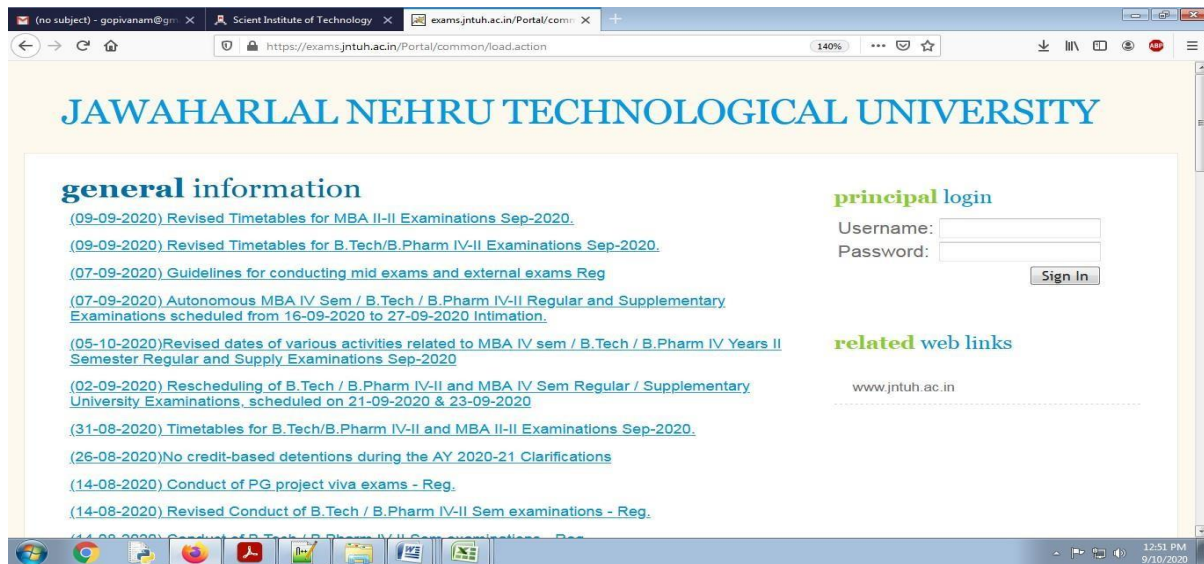 (no subject) - gopivanam@gm
Scient Institute of Technology
exams.jntuh.ac.in/Portal/comm
https://exams.jntuh.ac.in/Portal/common/load.action
140%
ABP
JAWAHARLAL NEHRU TECHNOLOGICAL UNIVERSITY
general information
(09-09-2020) Revised Timetables for MBA II-II Examinations Sep-2020.
(09-09-2020) Revised Timetables for B.Tech/B.Pharm IV-II Examinations Sep-2020.
(07-09-2020) Guidelines for conducting mid exams and external exams Reg
(07-09-2020) Autonomous MBA IV Sem / B.Tech / B.Pharm IV-II Regular and Supplementary
Examinations scheduled from 16-09-2020 to 27-09-2020 Intimation.
(05-10-2020)Revised dates of various activities related to MBA IV sem / B.Tech / B.Pharm IV Years II
Semester Regular and Supply Examinations Sep-2020
(02-09-2020) Rescheduling of B.Tech / B.Pharm IV-II and MBA IV Sem Regular / Supplementary
University Examinations, scheduled on 21-09-2020 & 23-09-2020
(31-08-2020) Timetables for B.Tech/B.Pharm IV-II and MBA II-II Examinations Sep-2020.
(26-08-2020)No credit-based detentions during the AY 2020-21 Clarifications
(14-08-2020) Conduct of PG project viva exams - Reg.
(14-08-2020) Revised Conduct of B.Tech / B.Pharm IV-II Sem examinations - Reg.
principal login
Username:
Password:
Sign In
related web links
www.jntuh.ac.in
12:51 PM
9/10/2020